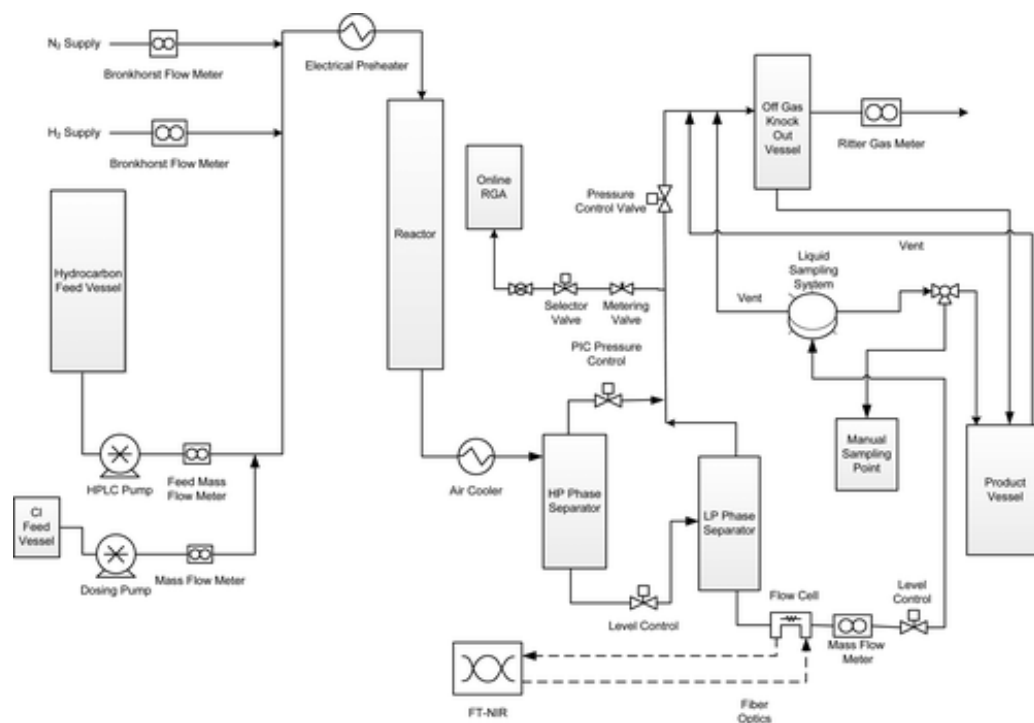 N₂ Supply
Bronkhorst Flow Meter
H₂ Supply
Bronkhorst Flow Meter
Electrical Preheater
Hydrocarbon
Feed Vessel
Reactor
HPLC Pump
Feed Mass
Flow Meter
Cl
Feed
Vessel
Dosing Pump
Mass Flow Meter
Air Cooler
Online
RGA
Selector
Valve
Metering
Valve
PIC Pressure
Control
Pressure
Control Valve
HP Phase
Separator
Level Control
LP Phase
Separator
Off Gas
Knock
Out
Vessel
Ritter Gas Meter
Vent
Liquid
Sampling
System
Vent
Manual
Sampling
Point
Product
Vessel
Flow Cell
Mass Flow
Meter
Level
Control
FT-NIR
Fiber
Optics